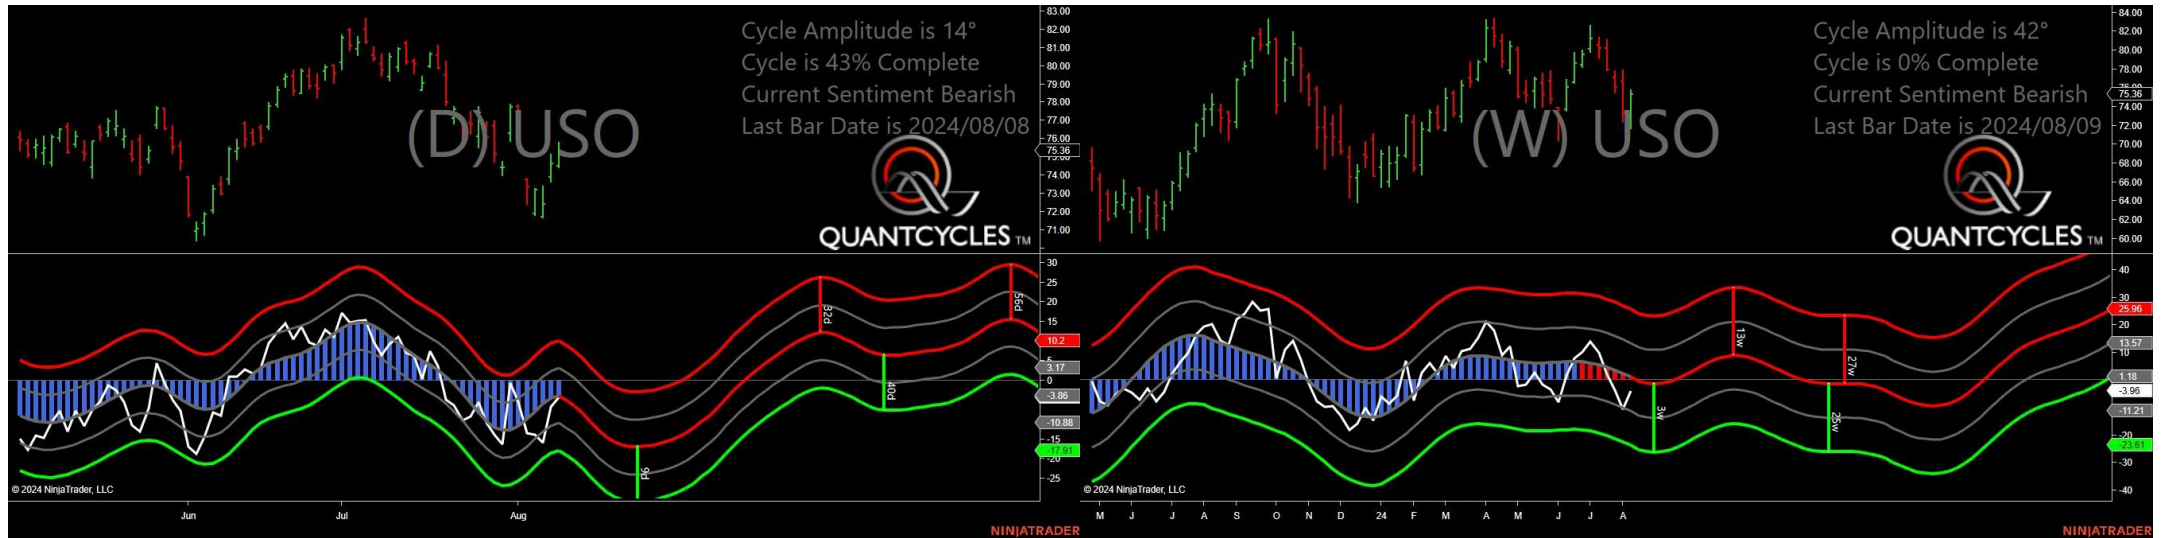 Cycle Amplitude is 14°
Cycle is 43% Complete
Current Sentiment Bearish
Last Bar Date is 2024/08/08
(D) USO
QUANTCYCLES TM
83.00
82.00
81.00
80.00
79.00
78.00
77.00
76.00
75.36
74.00
73.00
72.00
71.00
30
25
20
15
10.2
5
3.17
0
-3.86
-10.88
-15
-17.91
-20
-25
32d
56d
40d
9d
© 2024 NinjaTrader, LLC
Jun
Jul
Aug
NINJATRADER
Cycle Amplitude is 42°
Cycle is 0% Complete
Current Sentiment Bearish
Last Bar Date is 2024/08/09
(W) USO
QUANTCYCLES TM
84.00
82.00
80.00
78.00
75.36
74.00
72.00
70.00
68.00
66.00
64.00
62.00
60.00
40
30
25.96
20
13.57
10
1.18
-3.96
-11.21
-20
-23.61
-30
-40
13w
27w
3w
25w
© 2024 NinjaTrader, LLC
M J J A S O N D 24 F M A M J J A
NINJATRADER